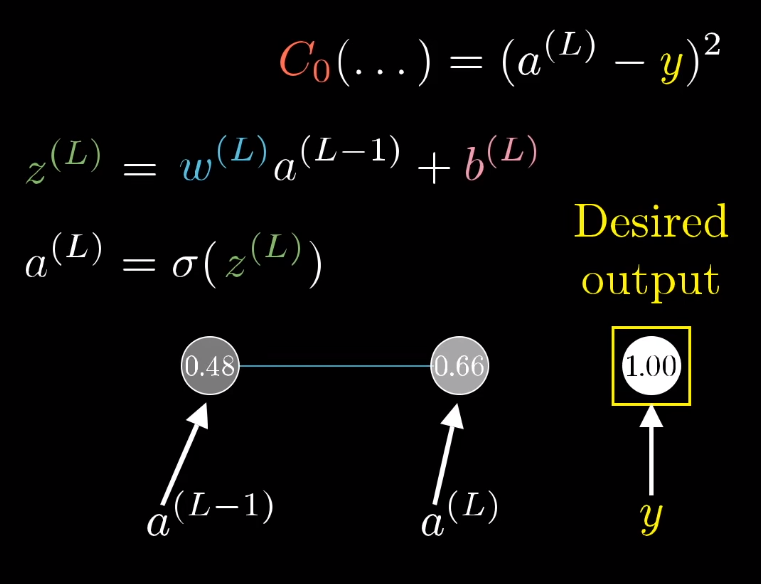 C₀(...) = (a⁽ᴸ⁾ − y)²
z⁽ᴸ⁾ = w⁽ᴸ⁾a⁽ᴸ⁻¹⁾ + b⁽ᴸ⁾
a⁽ᴸ⁾ = σ(z⁽ᴸ⁾)
Desired
output
0.48 0.66 1.00
a⁽ᴸ⁻¹⁾ a⁽ᴸ⁾ y